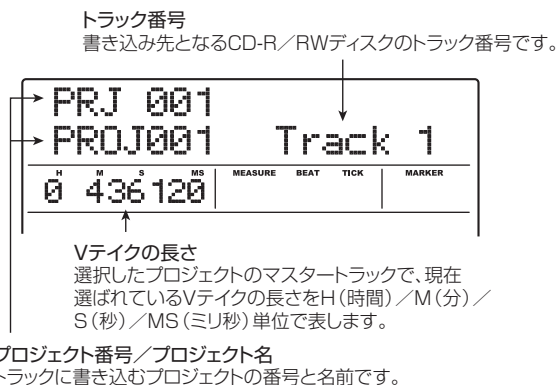 トラック番号
書き込み先となるCD-R／RWディスクのトラック番号です。
PRJ 001
PROJ001 Track 1
H M S MS MEASURE BEAT TICK MARKER
0 436120
Vテイクの長さ
選択したプロジェクトのマスタートラックで、現在
選ばれているVテイクの長さをH（時間）／M（分）／
S（秒）／MS（ミリ秒）単位で表します。
プロジェクト番号／プロジェクト名
トラックに書き込むプロジェクトの番号と名前です。